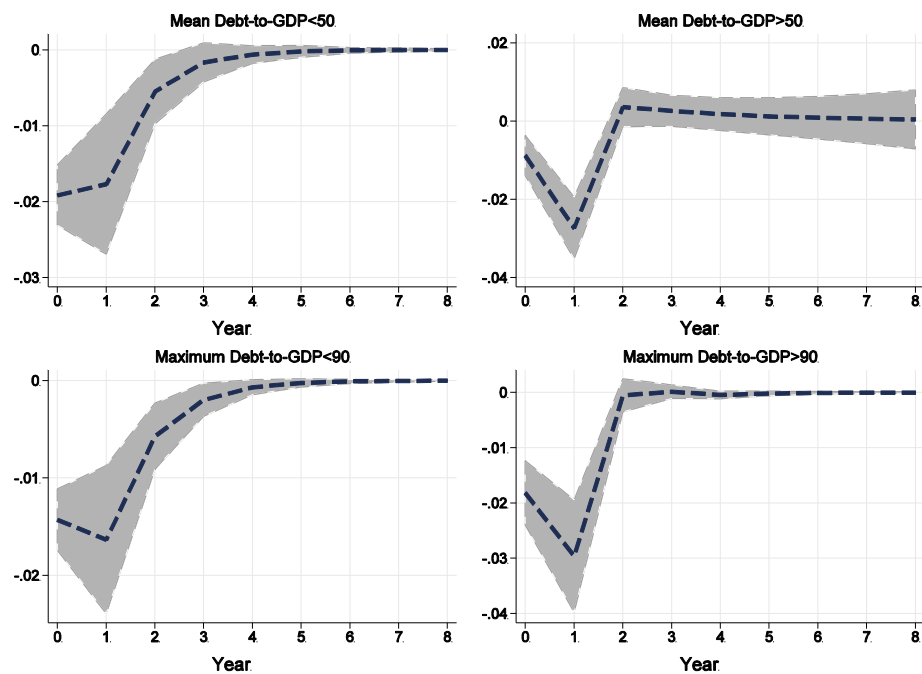 Mean Debt-to-GDP<50
0
-.01
-.02
-.03
0 1 2 3 4 5 6 7 8
Year
Mean Debt-to-GDP>50
.02
0
-.02
-.04
0 1 2 3 4 5 6 7 8
Year
Maximum Debt-to-GDP<90
0
-.01
-.02
0 1 2 3 4 5 6 7 8
Year
Maximum Debt-to-GDP>90
0
-.01
-.02
-.03
-.04
0 1 2 3 4 5 6 7 8
Year